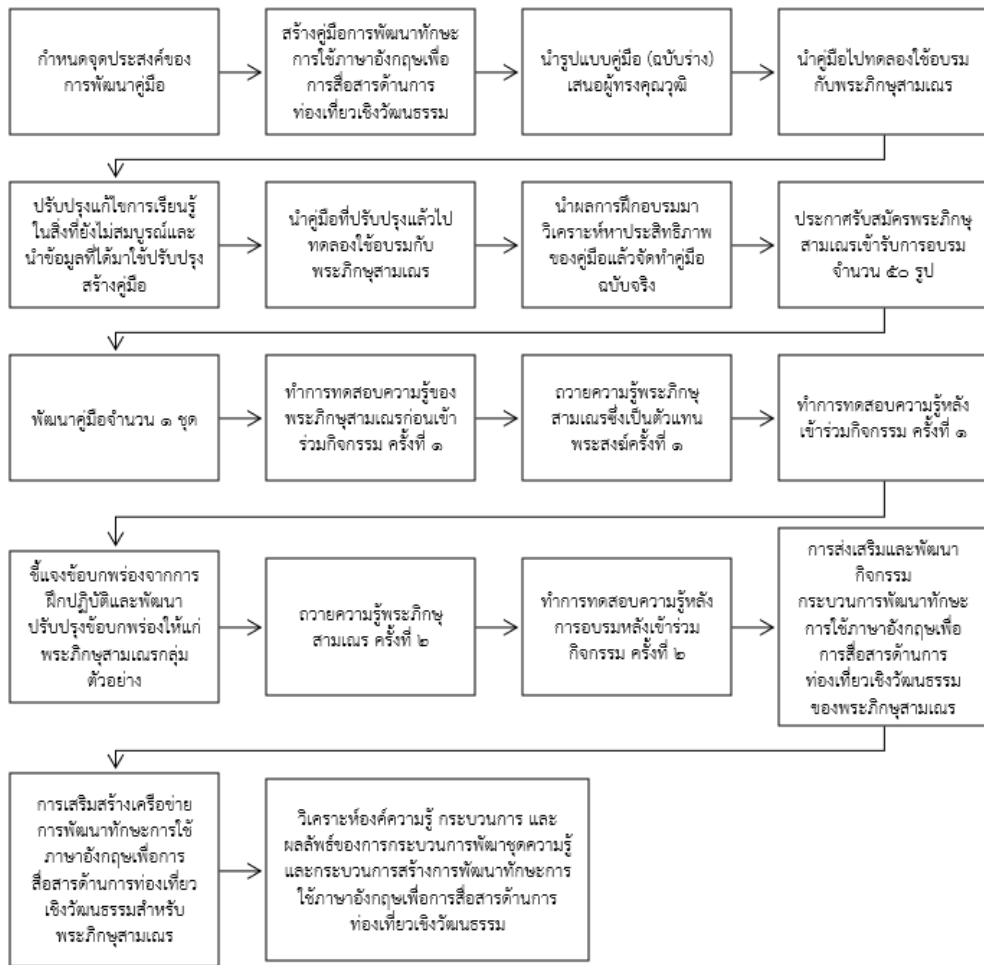 กำหนดจุดประสงค์ของ
การพัฒนาคู่มือ
สร้างคู่มือการพัฒนาทักษะ
การใช้ภาษาอังกฤษเพื่อ
การสื่อสารด้านการ
ท่องเที่ยวเชิงวัฒนธรรม
นำรูปแบบคู่มือ (ฉบับร่าง)
เสนอผู้ทรงคุณวุฒิ
นำคู่มือไปทดลองใช้อบรม
กับพระภิกษุสามเณร
ปรับปรุงแก้ไขการเรียนรู้
ในสิ่งที่ยังไม่สมบูรณ์และ
นำข้อมูลที่ได้มาใช้ปรับปรุง
สร้างคู่มือ
นำคู่มือที่ปรับปรุงแล้วไป
ทดลองใช้อบรมกับ
พระภิกษุสามเณร
นำผลการฝึกอบรมมา
วิเคราะห์หาประสิทธิภาพ
ของคู่มือแล้วจัดทำคู่มือ
ฉบับจริง
ประกาศรับสมัครพระภิกษุ
สามเณรเข้ารับการอบรม
จำนวน ๕๐ รูป
พัฒนาคู่มือจำนวน ๑ ชุด
ทำการทดสอบความรู้ของ
พระภิกษุสามเณรก่อนเข้า
ร่วมกิจกรรม ครั้งที่ ๑
ถวายความรู้พระภิกษุ
สามเณรซึ่งเป็นตัวแทน
พระสงฆ์ครั้งที่ ๑
ทำการทดสอบความรู้หลัง
เข้าร่วมกิจกรรม ครั้งที่ ๑
ชี้แจงข้อบกพร่องจากการ
ฝึกปฏิบัติและพัฒนา
ปรับปรุงข้อบกพร่องให้แก่
พระภิกษุสามเณรกลุ่ม
ตัวอย่าง
ถวายความรู้พระภิกษุ
สามเณร ครั้งที่ ๒
ทำการทดสอบความรู้หลัง
การอบรมหลังเข้าร่วม
กิจกรรม ครั้งที่ ๒
การส่งเสริมและพัฒนา
กิจกรรม
กระบวนการพัฒนาทักษะ
การใช้ภาษาอังกฤษเพื่อ
การสื่อสารด้านการ
ท่องเที่ยวเชิงวัฒนธรรม
ของพระภิกษุสามเณร
การเสริมสร้างเครือข่าย
การพัฒนาทักษะการใช้
ภาษาอังกฤษเพื่อการ
สื่อสารด้านการท่องเที่ยว
เชิงวัฒนธรรมสำหรับ
พระภิกษุสามเณร
วิเคราะห์องค์ความรู้ กระบวนการ และ
ผลลัพธ์ของการกระบวนการพัฒาชุดความรู้
และกระบวนการสร้างการพัฒนาทักษะการ
ใช้ภาษาอังกฤษเพื่อการสื่อสารด้านการ
ท่องเที่ยวเชิงวัฒนธรรม